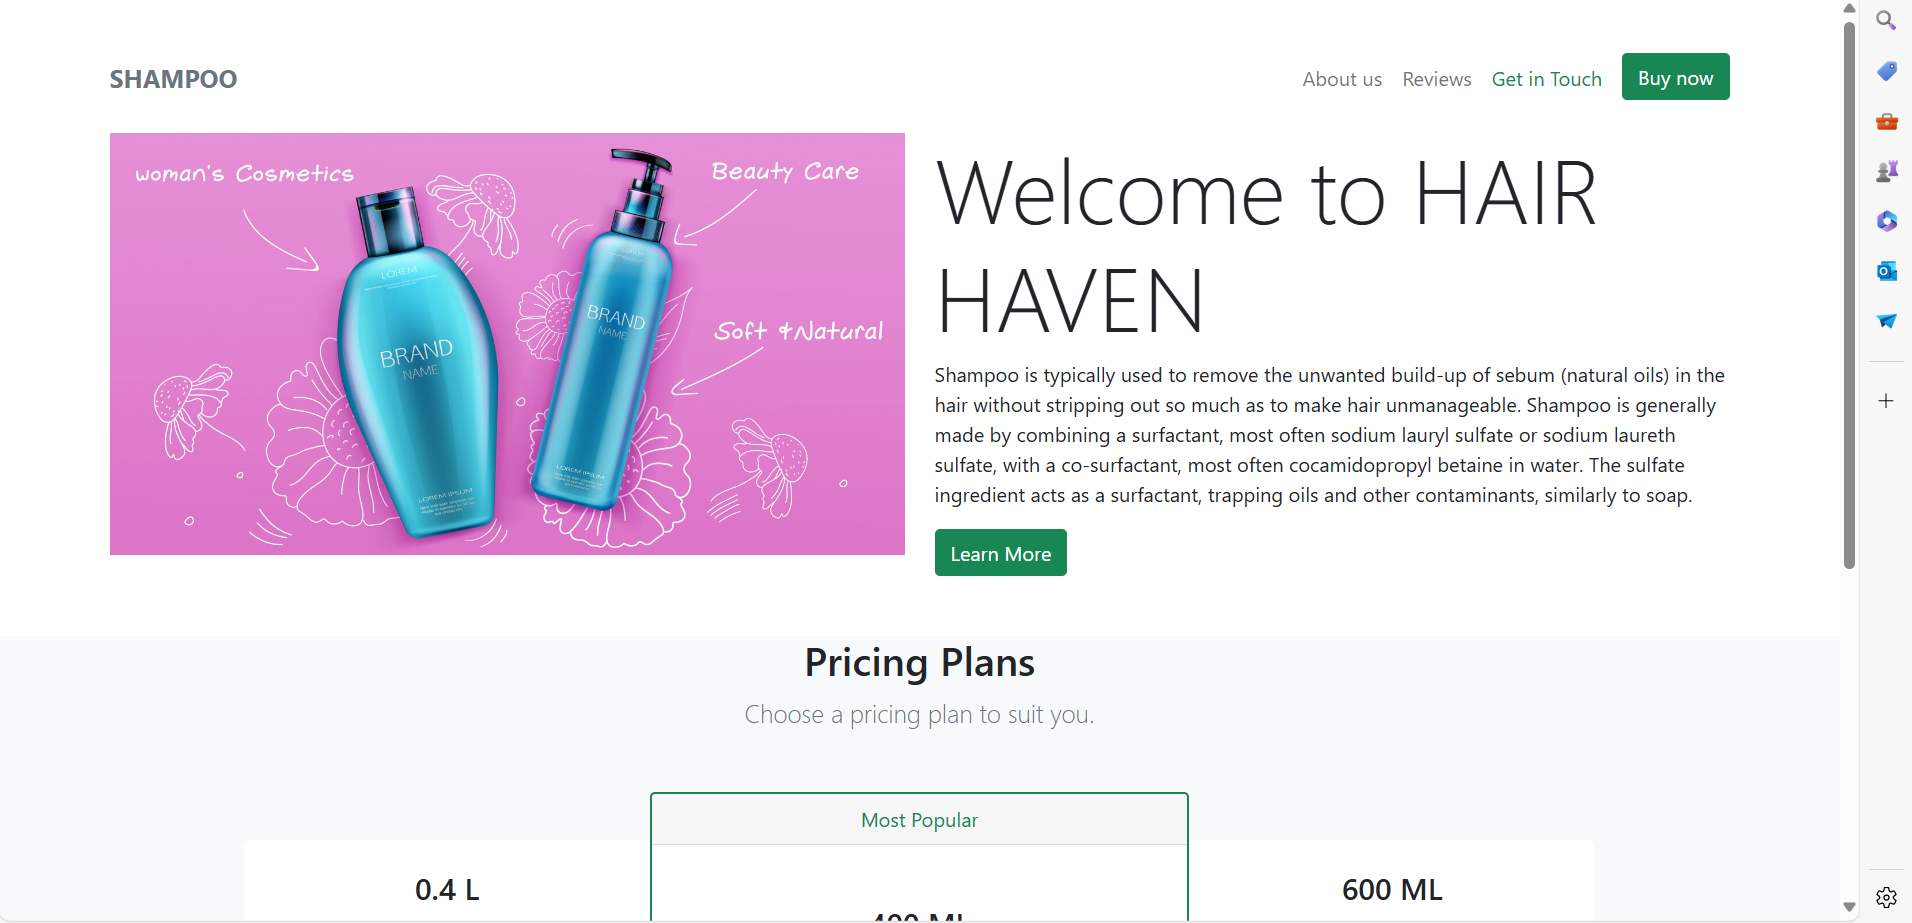 SHAMPOO
About us
Reviews
Get in Touch
Buy now
woman's Cosmetics
Beauty Care
Soft & Natural
LOREM
BRAND
NAME
LOREM IPSUM
BRAND
NAME
LOREM IPSUM
Welcome to HAIR
HAVEN
Shampoo is typically used to remove the unwanted build-up of sebum (natural oils) in the
hair without stripping out so much as to make hair unmanageable. Shampoo is generally
made by combining a surfactant, most often sodium lauryl sulfate or sodium laureth
sulfate, with a co-surfactant, most often cocamidopropyl betaine in water. The sulfate
ingredient acts as a surfactant, trapping oils and other contaminants, similarly to soap.
Learn More
Pricing Plans
Choose a pricing plan to suit you.
Most Popular
0.4 L
400 ML
600 ML